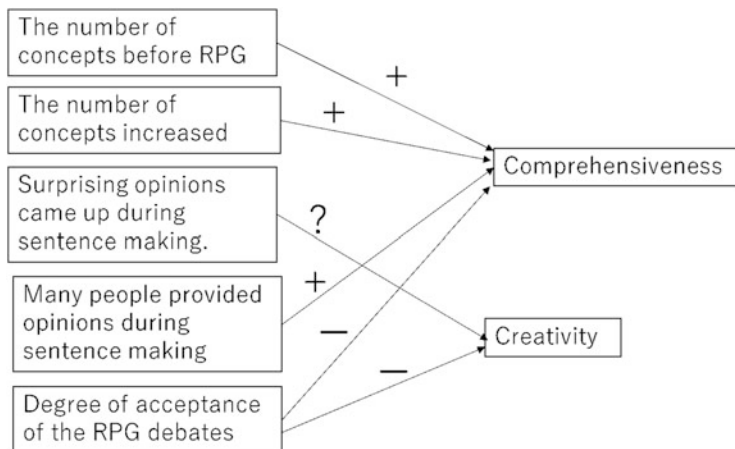 The number of
concepts before RPG
+
The number of
concepts increased
+
Comprehensiveness
Surprising opinions
came up during
sentence making.
?
Many people provided
opinions during
sentence making
+
—
Creativity
—
Degree of acceptance
of the RPG debates